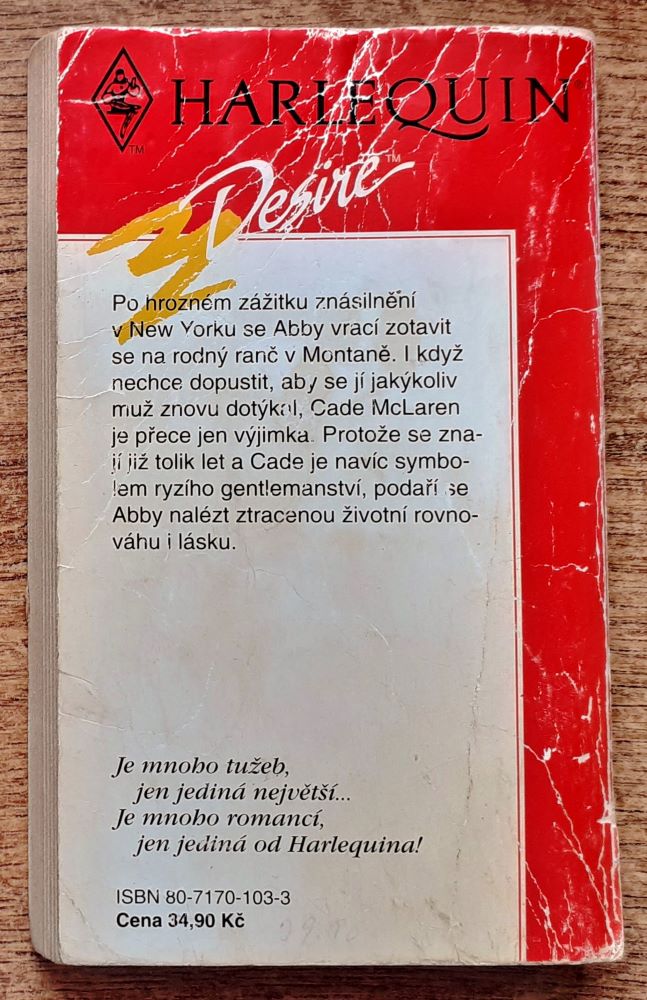 HARLEQUIN®
TM
Desire™
Po hrozném zážitku znásilnění
v New Yorku se Abby vrací zotavit
se na rodný ranč v Montaně. I když
nechce dopustit, aby se jí jakýkoliv
muž znovu dotýkal, Cade McLaren
je přece jen výjimka. Protože se zna-
jí již tolik let a Cade je navíc symbo-
lem ryzího gentlemanství, podaří se
Abby nalézt ztracenou životní rovno-
váhu i lásku.
Je mnoho tužeb,
jen jediná největší...
Je mnoho romancí,
jen jediná od Harlequina!
ISBN 80-7170-103-3
Cena 34,90 Kč